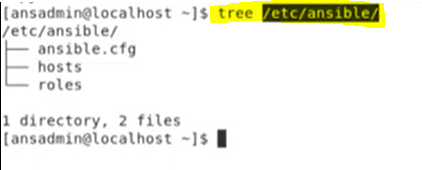 [ansadmin@localhost ~]$ tree /etc/ansible/
/etc/ansible/
├── ansible.cfg
├── hosts
└── roles

1 directory, 2 files
[ansadmin@localhost ~]$